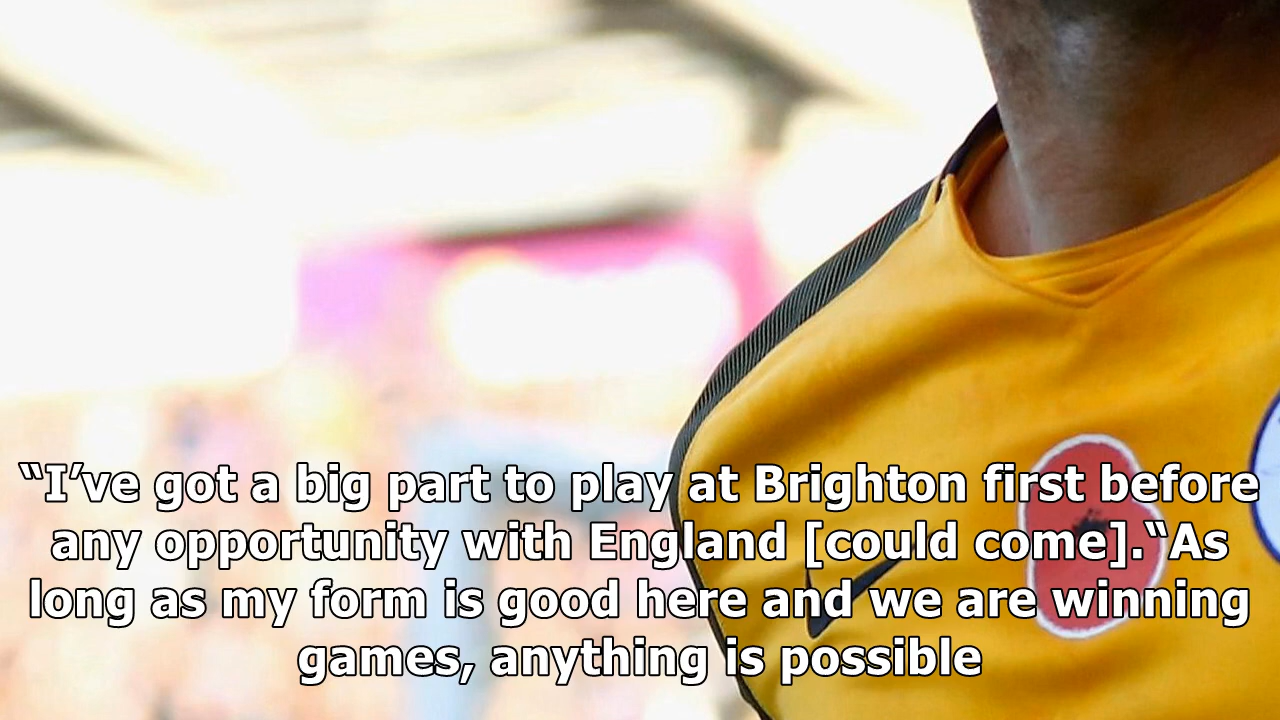 “I’ve got a big part to play at Brighton first before
any opportunity with England [could come].“As
long as my form is good here and we are winning
games, anything is possible